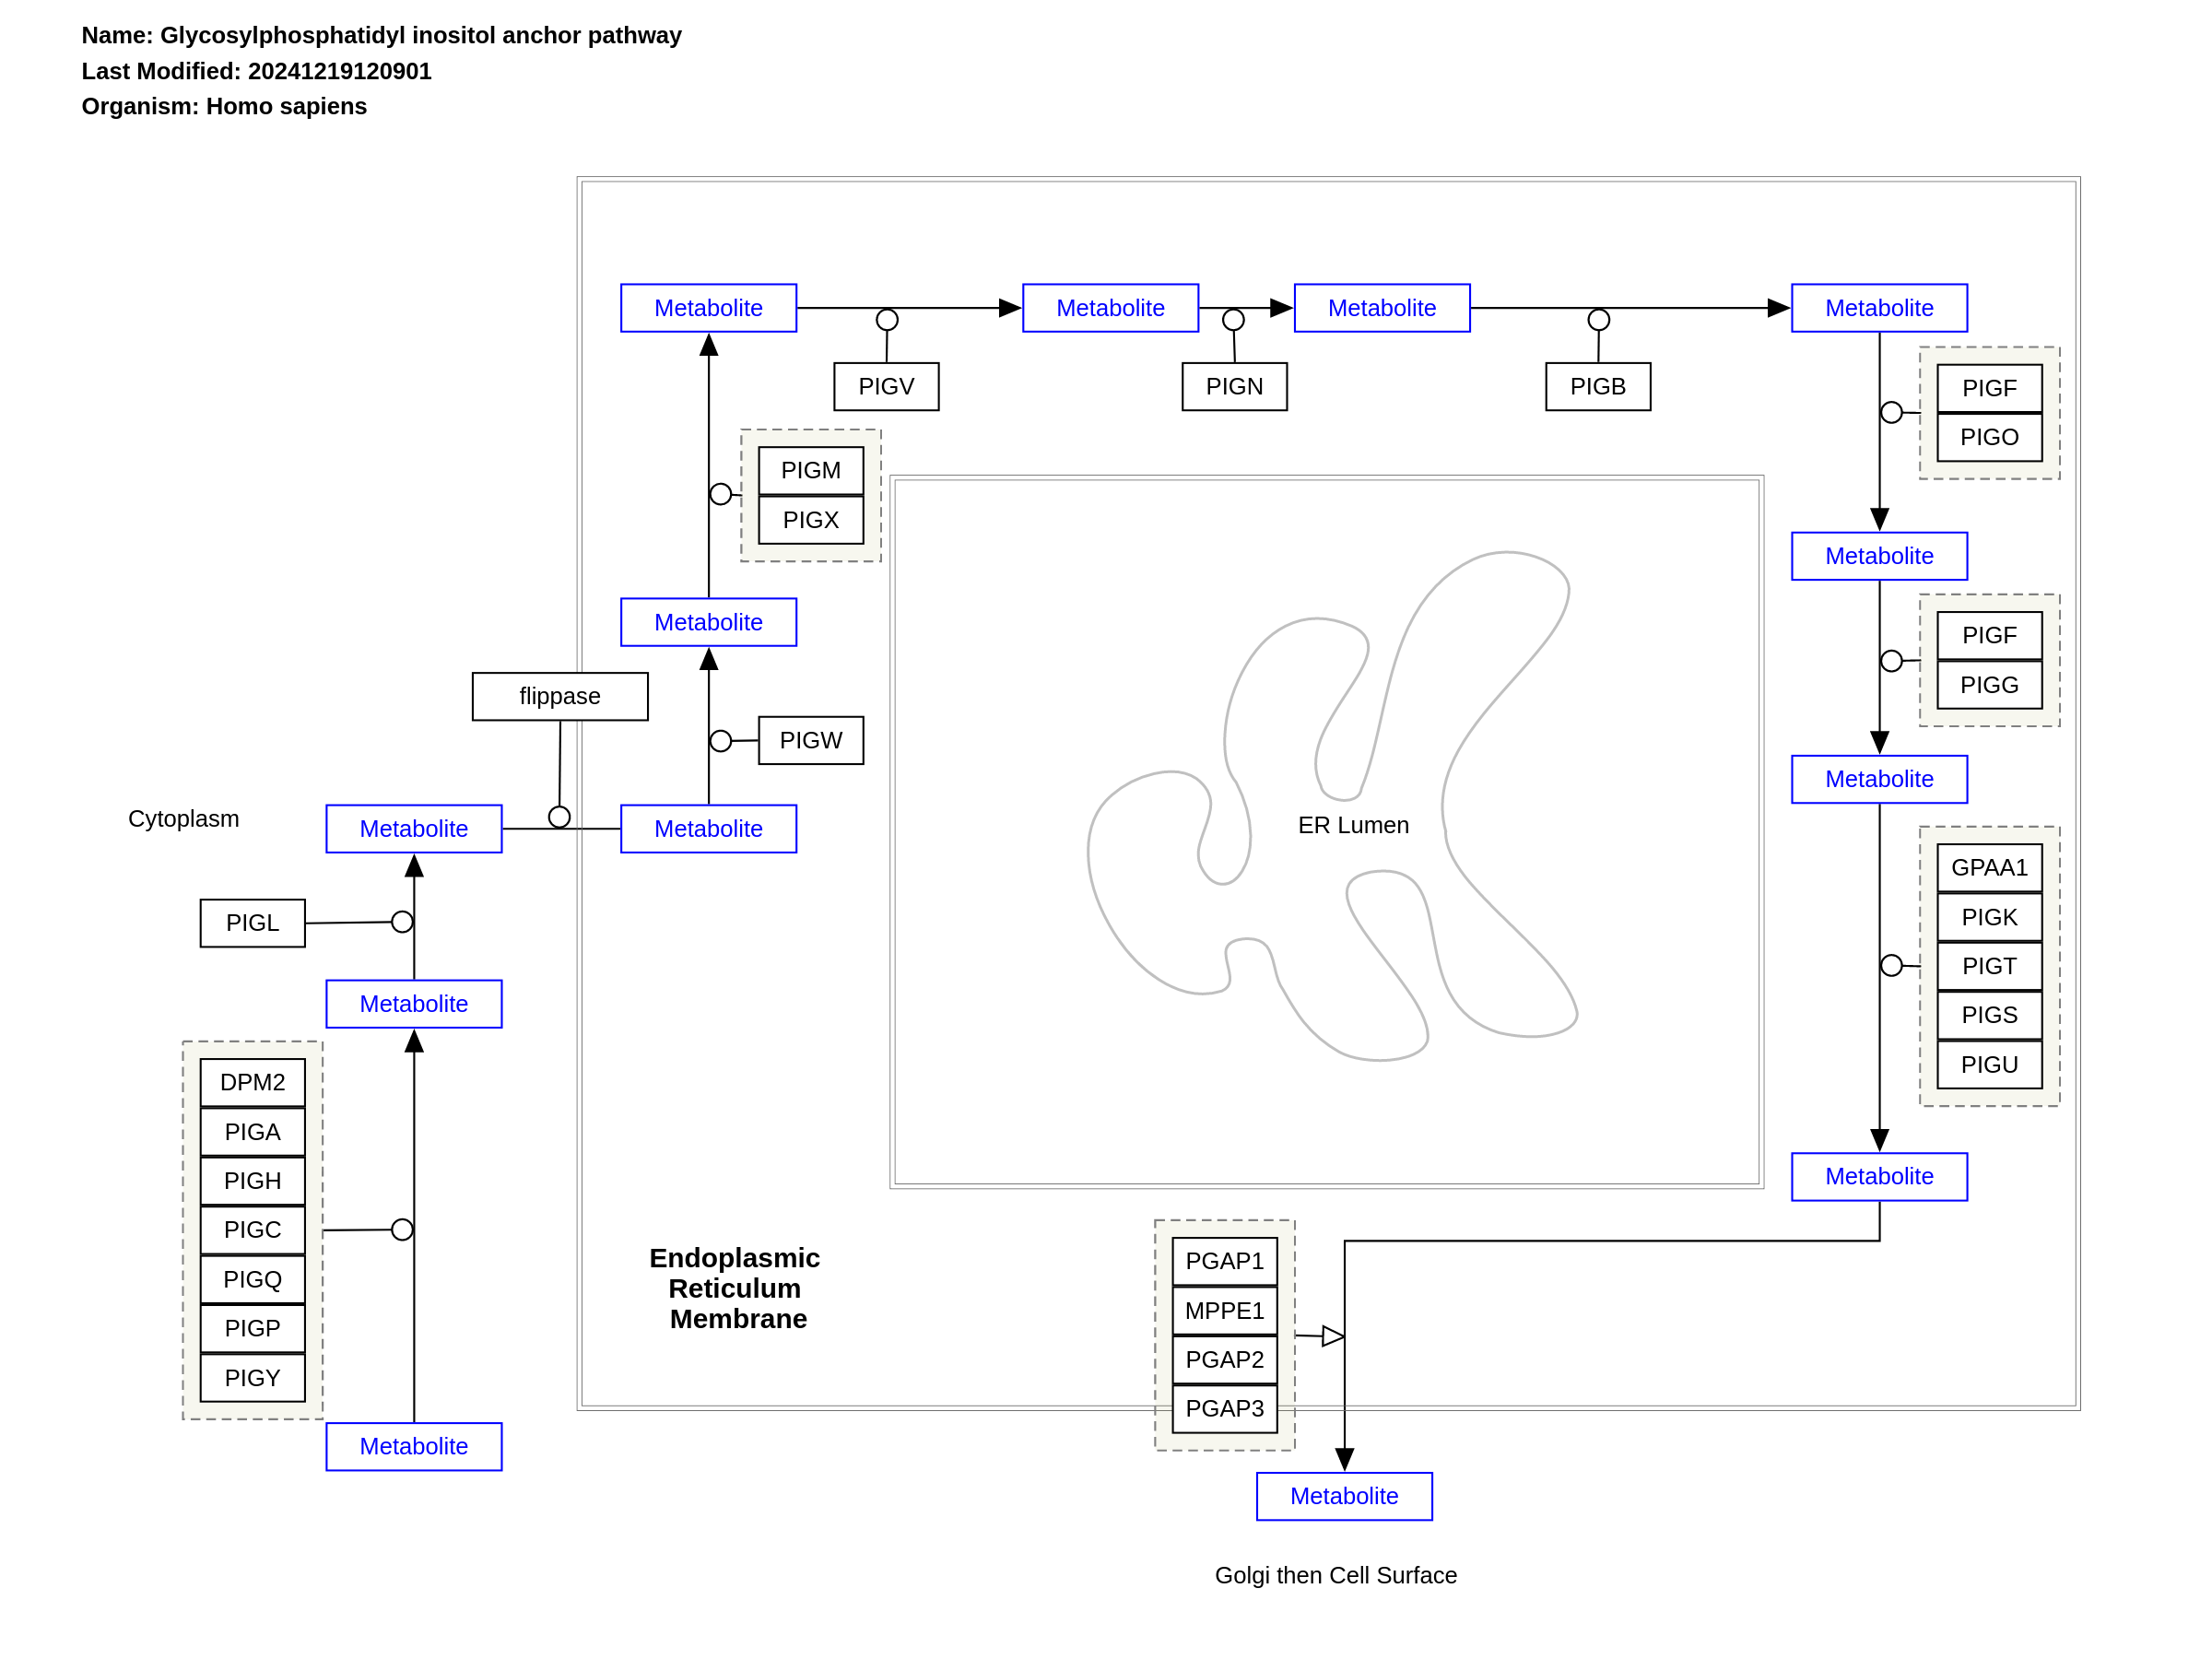 Name: Glycosylphosphatidyl inositol anchor pathway
Last Modified: 20241219120901
Organism: Homo sapiens
Metabolite
Metabolite
Metabolite
Metabolite
PIGV
PIGN
PIGB
PIGF
PIGO
PIGM
PIGX
Metabolite
Metabolite
PIGF
PIGG
flippase
PIGW
Metabolite
Cytoplasm
Metabolite
Metabolite
ER Lumen
GPAA1
PIGK
PIGT
PIGS
PIGU
PIGL
Metabolite
DPM2
PIGA
PIGH
PIGC
PIGQ
PIGP
PIGY
Metabolite
Metabolite
Endoplasmic
Reticulum
Membrane
PGAP1
MPPE1
PGAP2
PGAP3
Metabolite
Golgi then Cell Surface